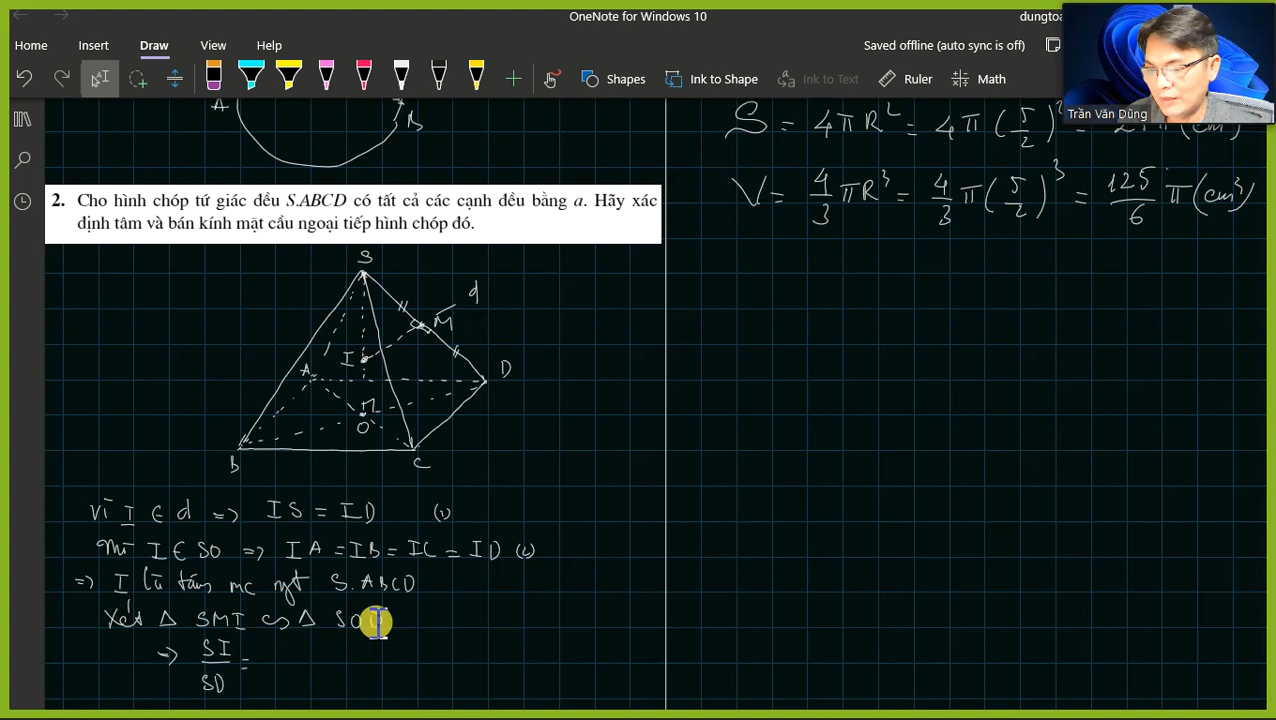 OneNote for Windows 10
dungtoa
Home Insert Draw View Help
Saved offline (auto sync is off)
Shapes
Ink to Shape
Ink to Text
Ruler
Math
Trần Văn Dũng
A B
S = 4πR² = 4π(5/2)² =
V = 4/3 πR³ = 4/3 π(5/2)³ = 125/6 π(cm³)
2. Cho hình chóp tứ giác đều S.ABCD có tất cả các cạnh đều bằng a. Hãy xác
định tâm và bán kính mặt cầu ngoại tiếp hình chóp đó.
S
d
M
I
A
D
O
B
C
Vì I ∈ d => IS = ID (1)
Mà I ∈ SO => IA = IB = IC = ID (2)
=> I là tâm mc ngt S.ABCD
Xét Δ SMI ∽ Δ SO
=> SI/SD =